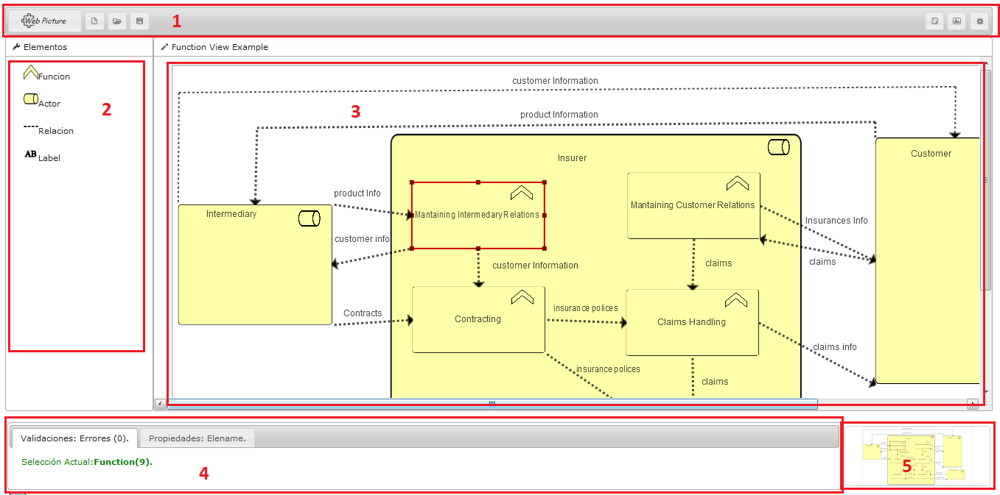 Web Picture
1
Elementos
Function View Example
Funcion
Actor
2
Relacion
AB Label
customer Information
3
product Information
Insurer
Customer
product Info
Mantaining Customer Relations
Intermediary
Mantaining Intermedary Relations
Insurances Info
customer info
claims
claims
customer Information
Contracts
insurance polices
Contracting
Claims Handling
claims info
insurance polices
claims
Validaciones: Errores (0).
Propiedades: Elename.
Selección Actual:Function(9).
4
5